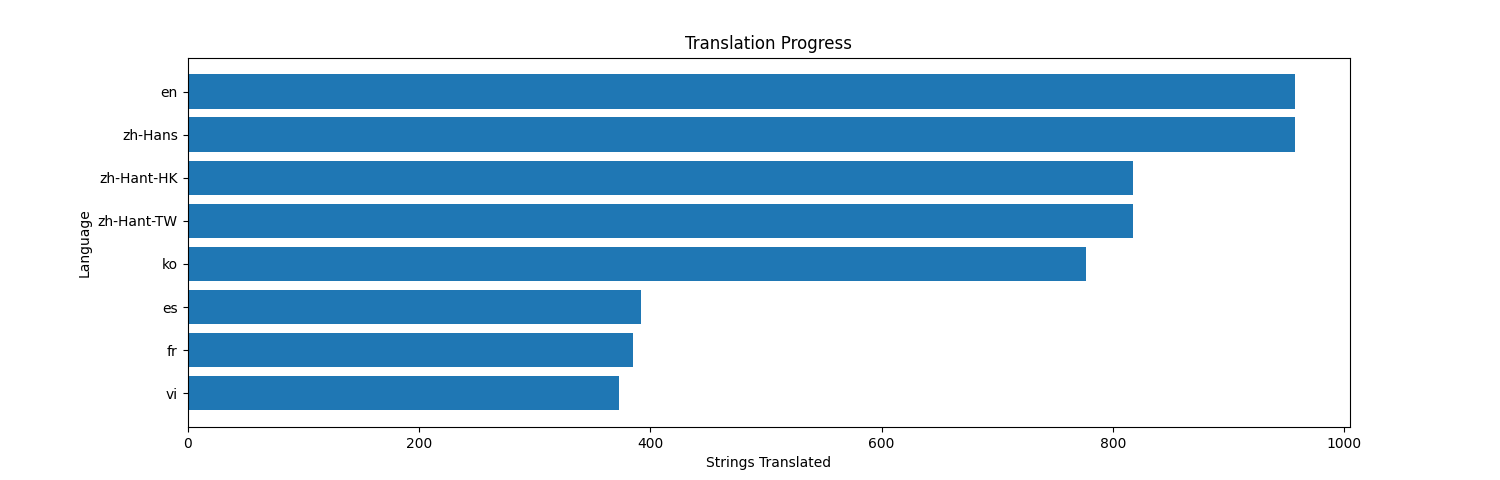 Translation Progress
Language
en
zh-Hans
zh-Hant-HK
zh-Hant-TW
ko
es
fr
vi
0 200 400 600 800 1000
Strings Translated